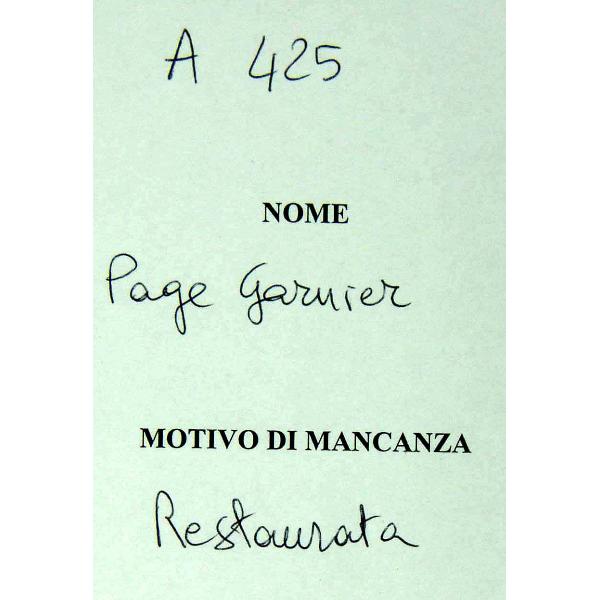 A 425
NOME
Page Garnier
MOTIVO DI MANCANZA
Restaurata